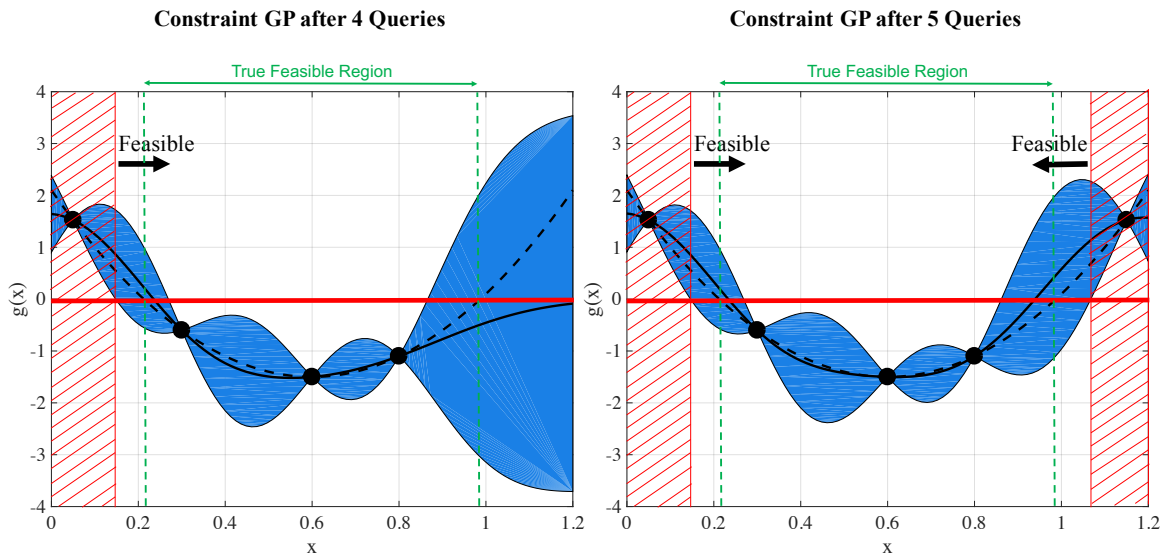 Constraint GP after 4 Queries
True Feasible Region
Feasible
4
3
2
1
0
-1
-2
-3
-4
g(x)
0
0.2
0.4
0.6
0.8
1
1.2
x
Constraint GP after 5 Queries
True Feasible Region
Feasible
Feasible
4
3
2
1
0
-1
-2
-3
-4
g(x)
0
0.2
0.4
0.6
0.8
1
1.2
x